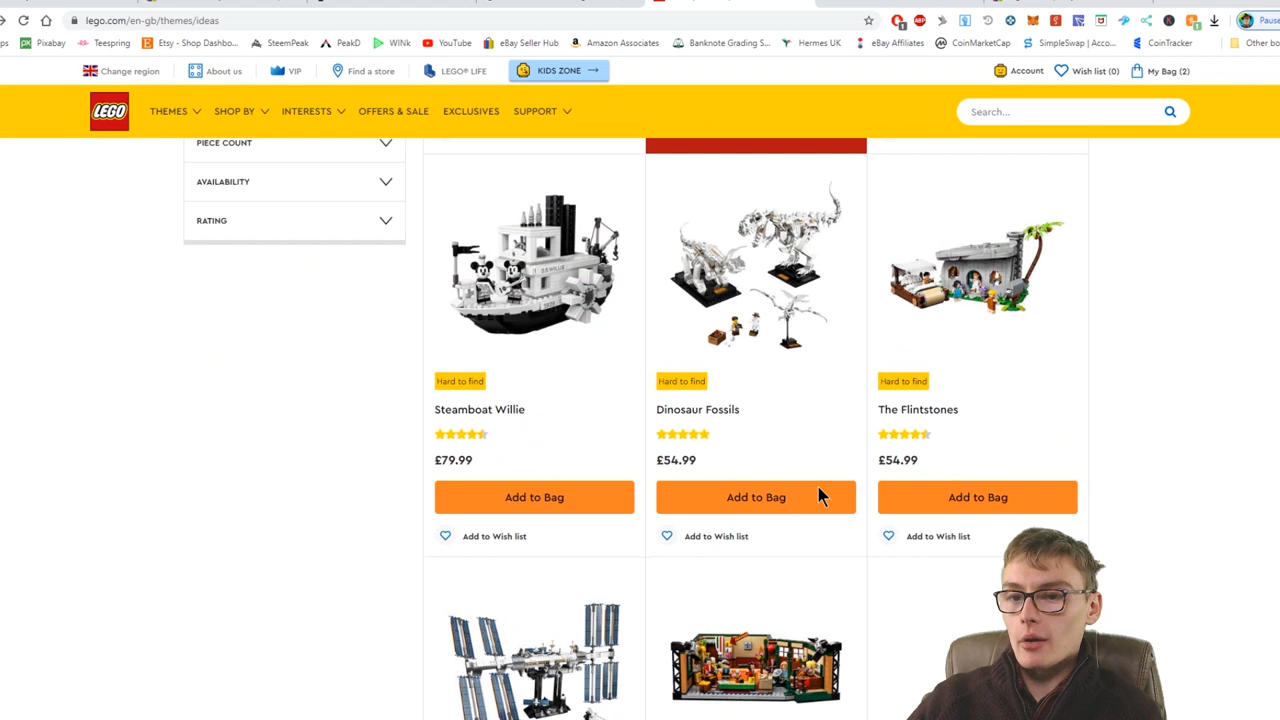 lego.com/en-gb/themes/ideas
Pause
ps Pixabay Teespring Etsy - Shop Dashbo... SteemPeak PeakD WINk YouTube eBay Seller Hub Amazon Associates Banknote Grading S... Hermes UK eBay Affiliates CoinMarketCap SimpleSwap | Acco... CoinTracker Other bo
Change region About us VIP Find a store LEGO® LIFE KIDS ZONE Account Wish list (0) My Bag (2)
LEGO THEMES SHOP BY INTERESTS OFFERS & SALE EXCLUSIVES SUPPORT Search...
PIECE COUNT
AVAILABILITY
RATING
Hard to find Hard to find Hard to find
Steamboat Willie Dinosaur Fossils The Flintstones
£79.99 £54.99 £54.99
Add to Bag Add to Bag Add to Bag
Add to Wish list Add to Wish list Add to Wish list